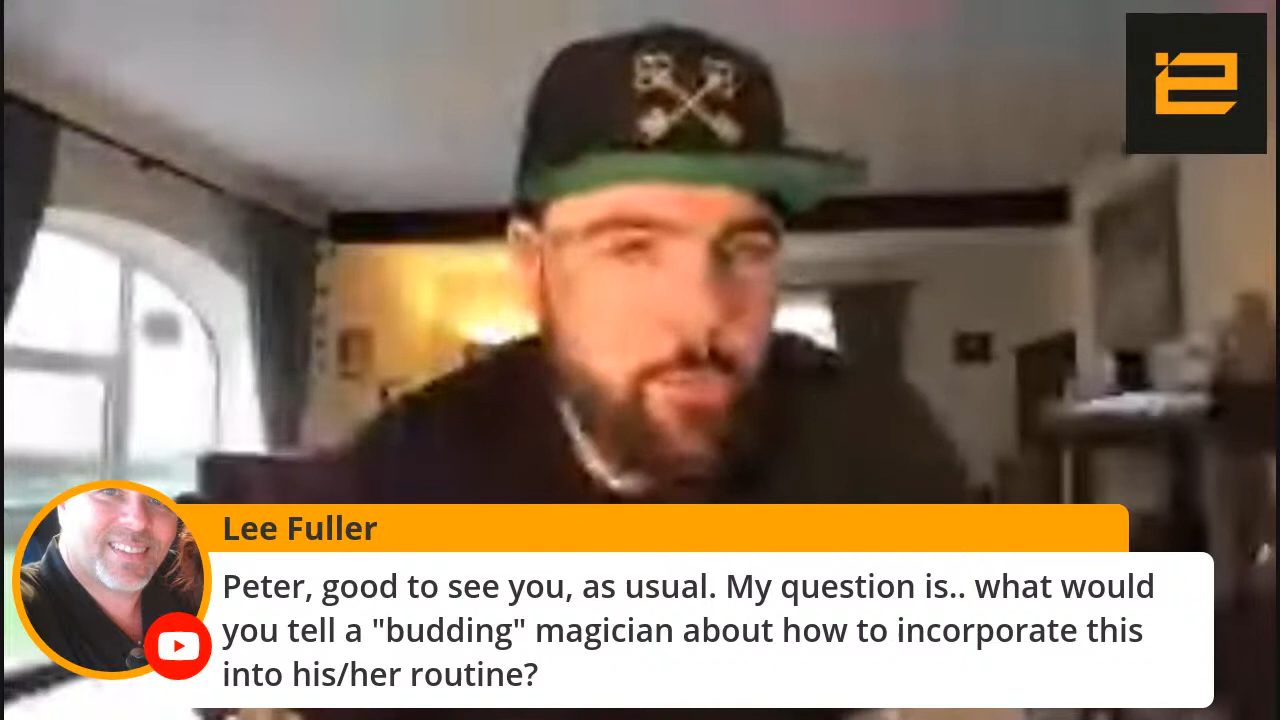 Lee Fuller
Peter, good to see you, as usual. My question is.. what would
you tell a "budding" magician about how to incorporate this
into his/her routine?